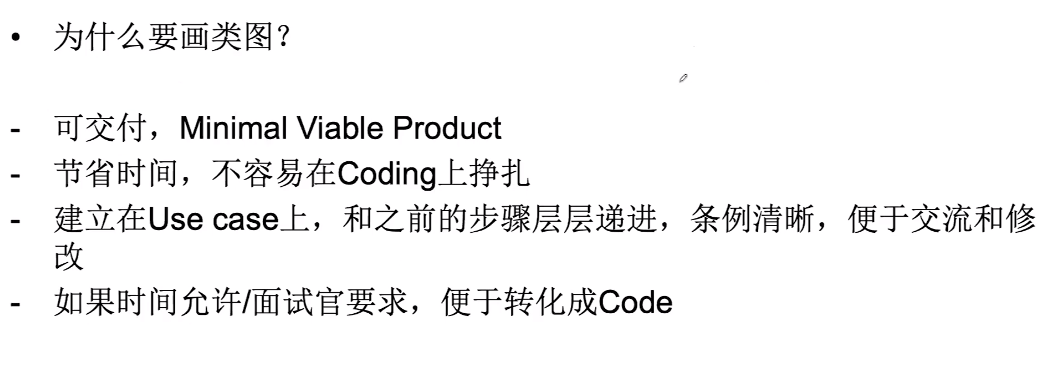 • 为什么要画类图？
- 可交付，Minimal Viable Product
- 节省时间，不容易在Coding上挣扎
- 建立在Use case上，和之前的步骤层层递进，条例清晰，便于交流和修
改
- 如果时间允许/面试官要求，便于转化成Code